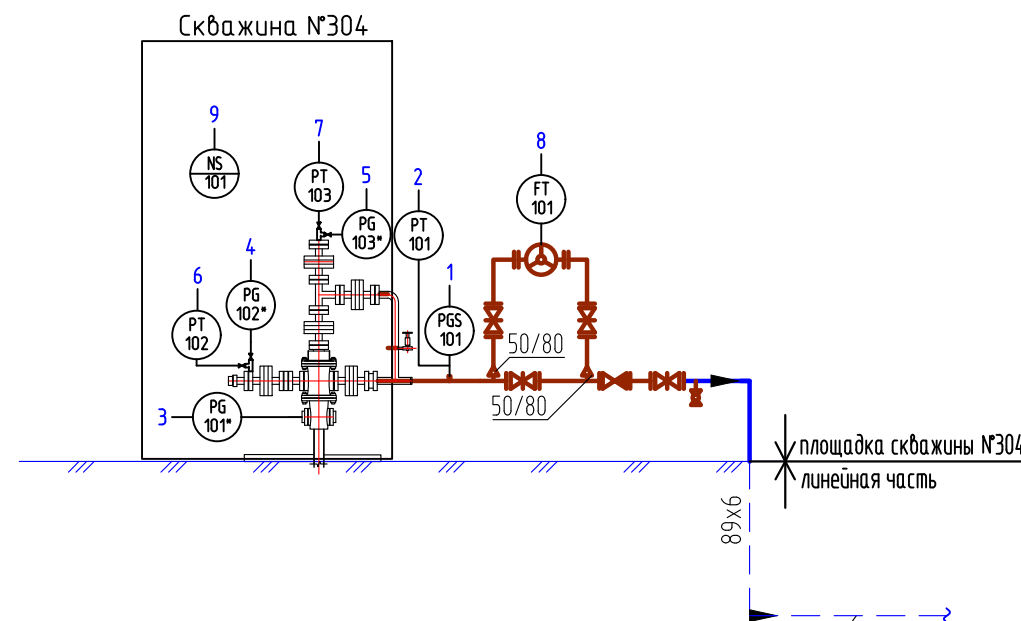 Скважина №304
9
7
8
5
2
NS
101
PT
103
FT
101
PG
103*
PT
101
4
6
1
PG
102*
PT
102
PGS
101
50/80
50/80
3
PG
101*
площадка скважины №304
линейная часть
89х6